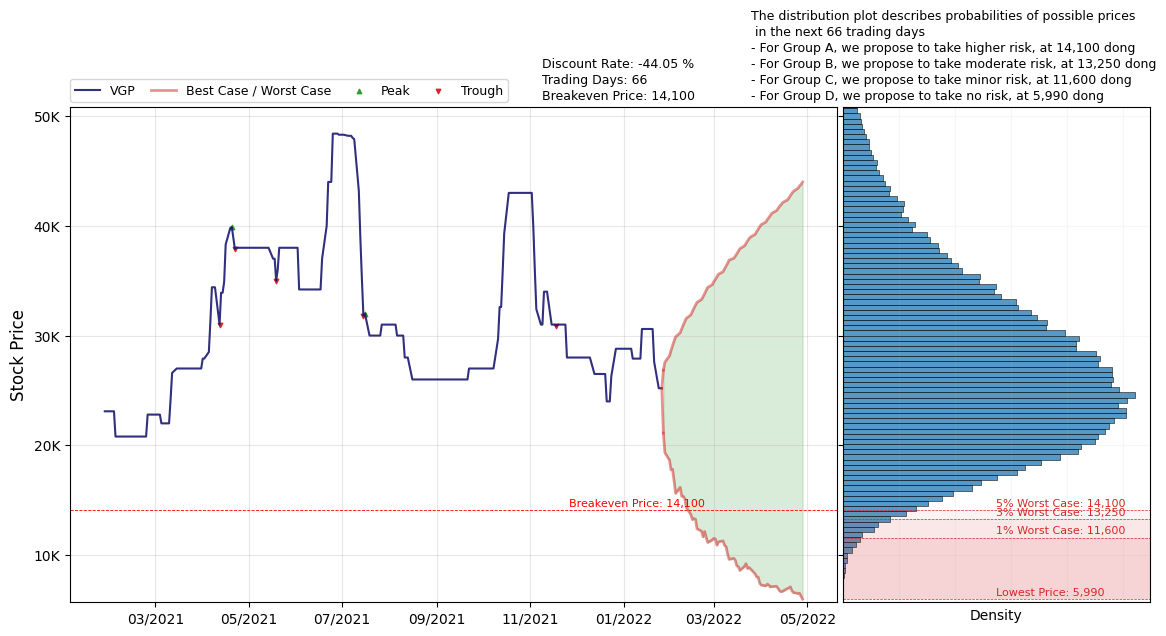 The distribution plot describes probabilities of possible prices
in the next 66 trading days
- For Group A, we propose to take higher risk, at 14,100 dong
- For Group B, we propose to take moderate risk, at 13,250 dong
- For Group C, we propose to take minor risk, at 11,600 dong
- For Group D, we propose to take no risk, at 5,990 dong
Discount Rate: -44.05 %
Trading Days: 66
Breakeven Price: 14,100
VGP
Best Case / Worst Case
Peak
Trough
Stock Price
50K
40K
30K
20K
10K
Breakeven Price: 14,100
03/2021
05/2021
07/2021
09/2021
11/2021
01/2022
03/2022
05/2022
5% Worst Case: 14,100
3% Worst Case: 13,250
1% Worst Case: 11,600
Lowest Price: 5,990
Density